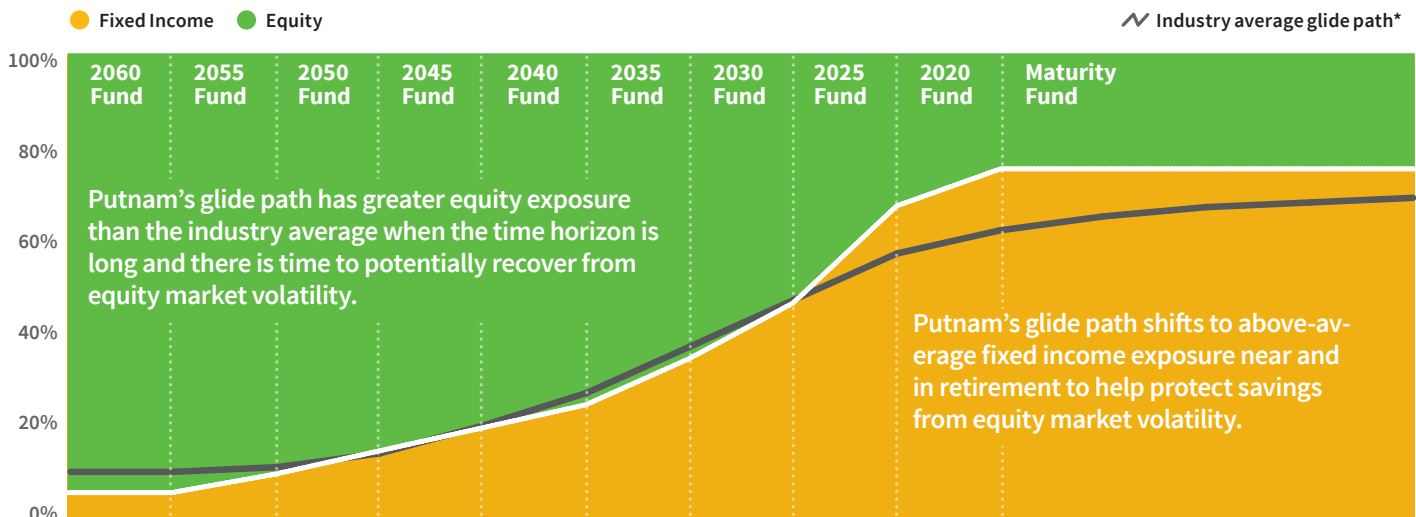 Fixed Income Equity Industry average glide path*
100%
2060 2055 2050 2045 2040 2035 2030 2025 2020 Maturity
Fund Fund Fund Fund Fund Fund Fund Fund Fund Fund
80%
Putnam’s glide path has greater equity exposure
than the industry average when the time horizon is
long and there is time to potentially recover from
equity market volatility.
60%
40%
20%
0%
Putnam’s glide path shifts to above-av-
erage fixed income exposure near and
in retirement to help protect savings
from equity market volatility.